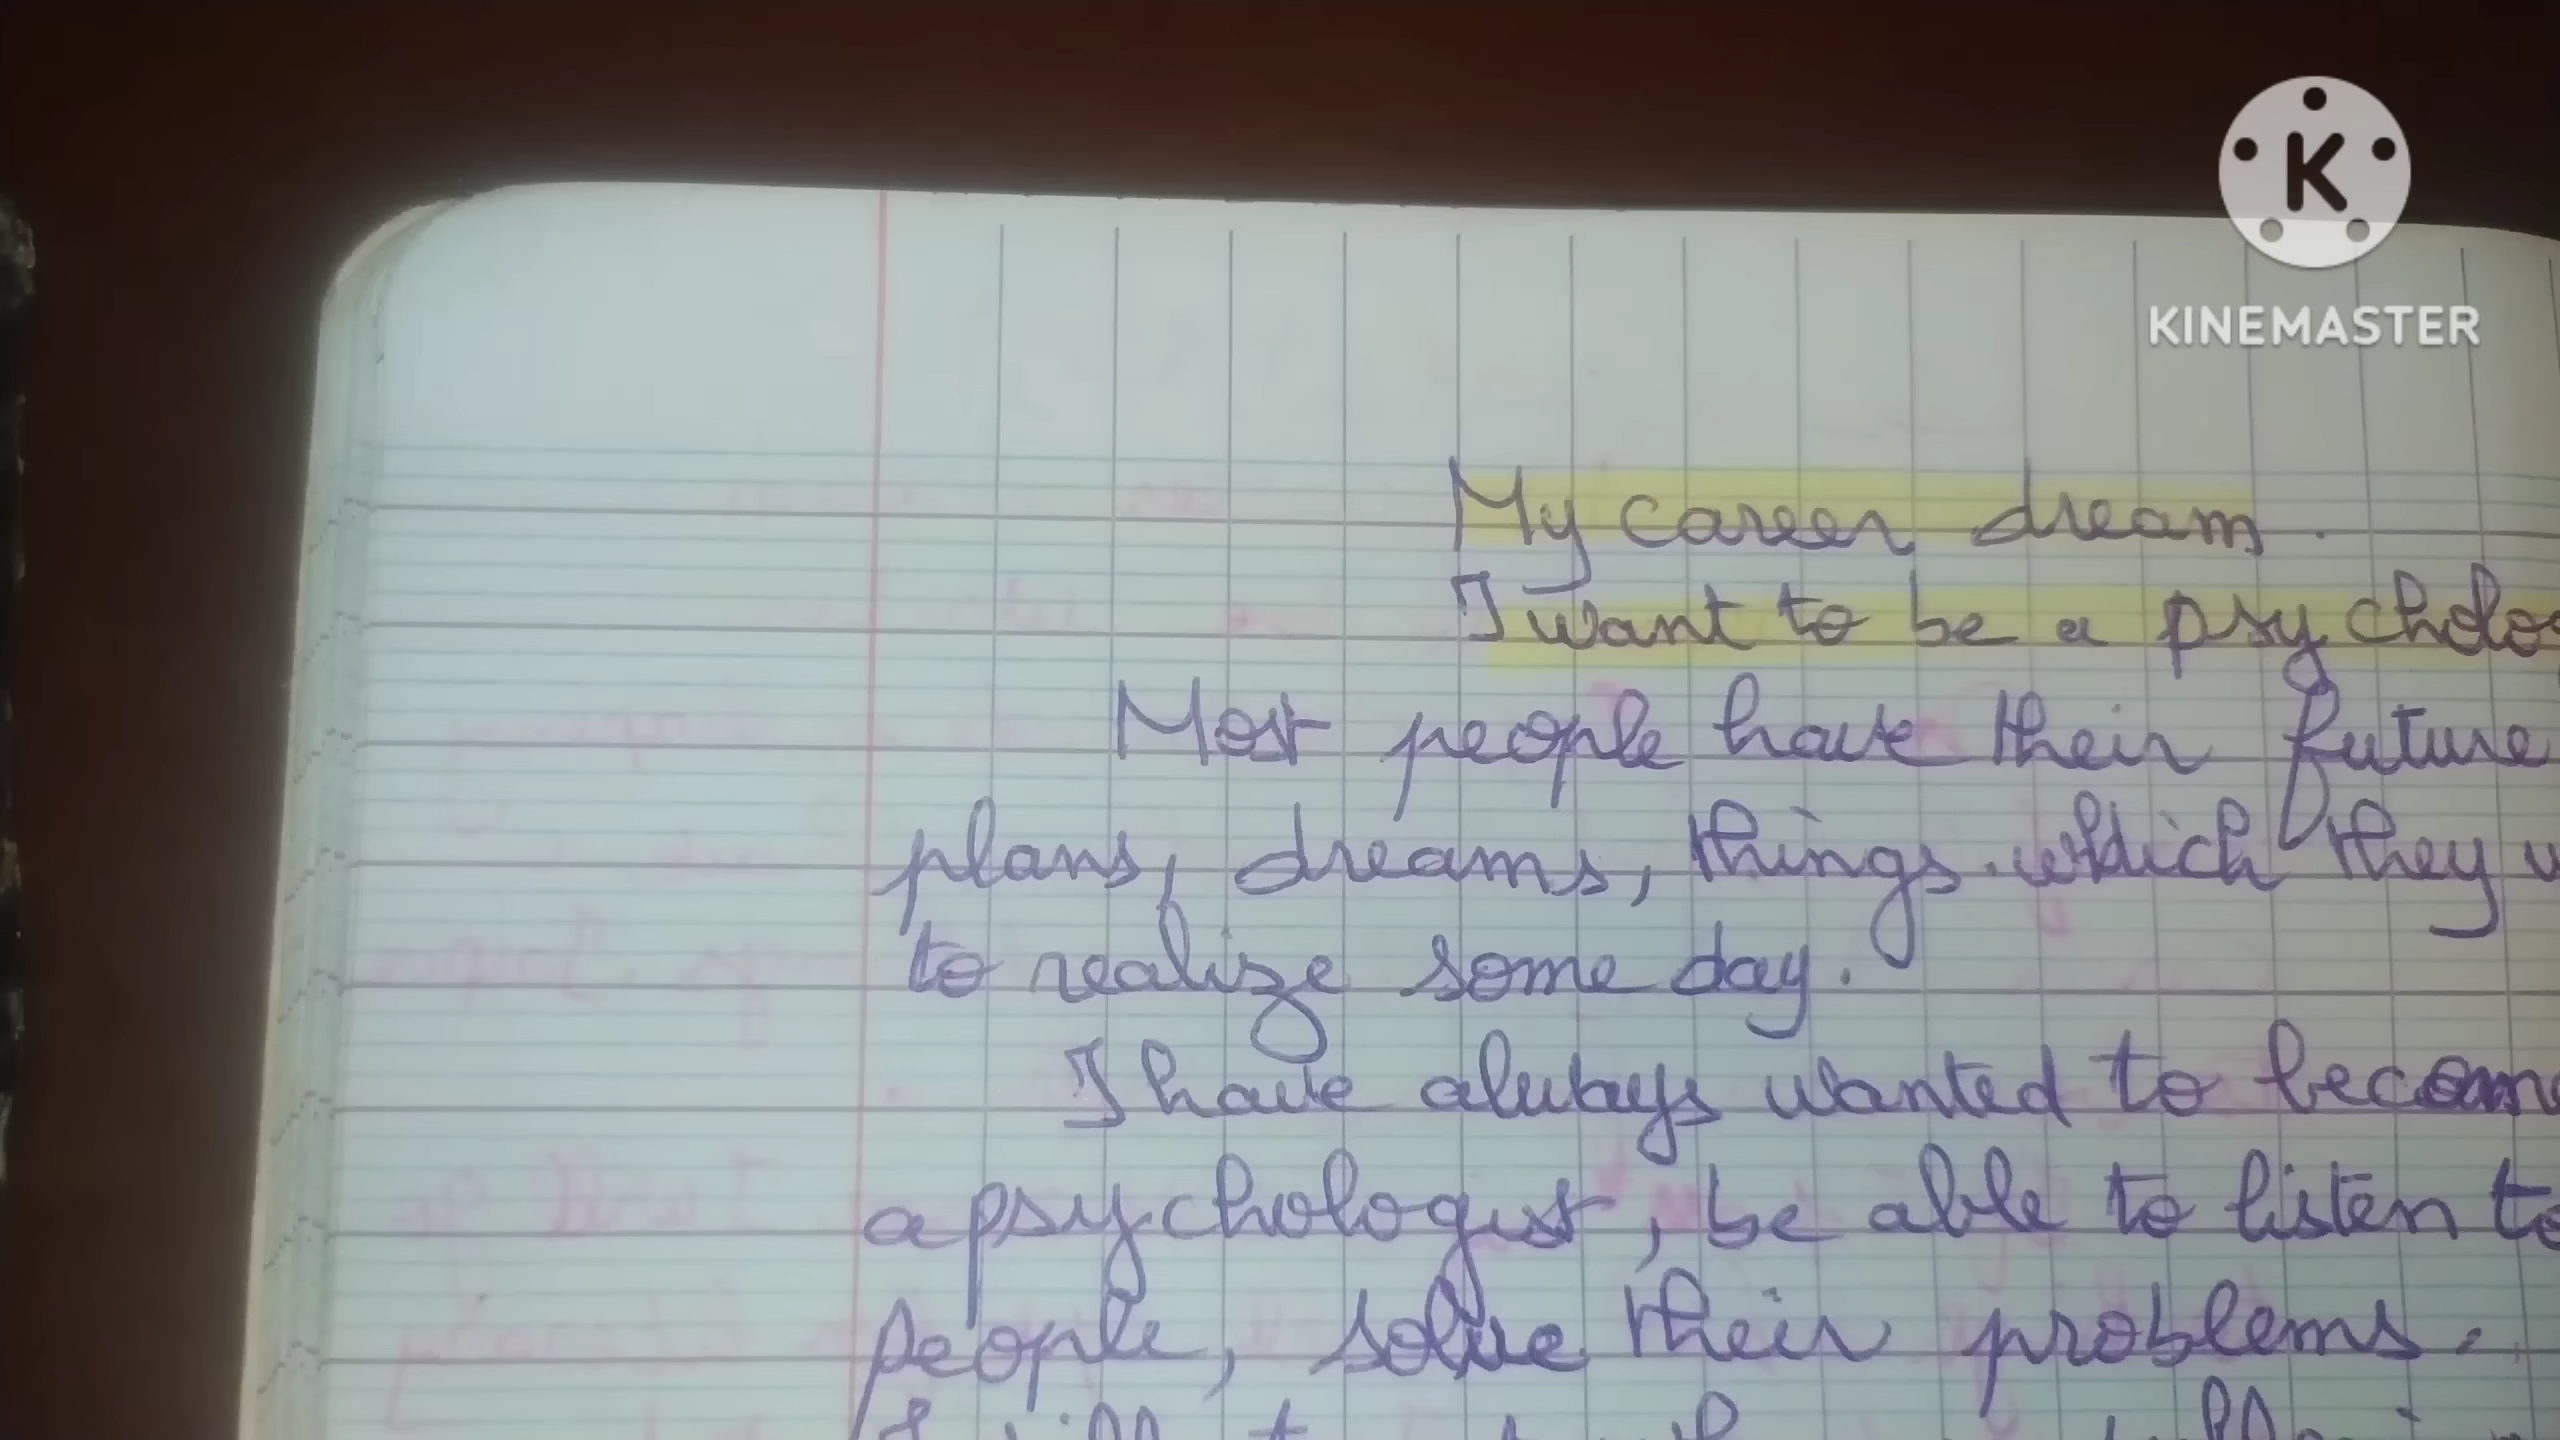 KINEMASTER
My career dream.
I want to be a psycholog
Most people have their future
plans, dreams, things which they w
to realize some day.
I have always wanted to become
a psychologist, be able to listen to
people, solve their problems.